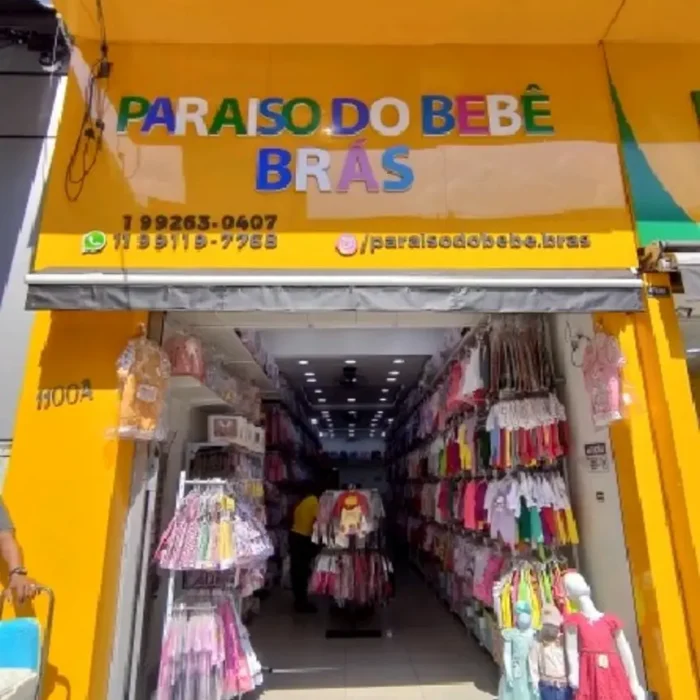 PARAISO DO BEBÊ
BRÁS
1 99263-0407
11 99119-7768
/paraisodobebe.bras
1100A